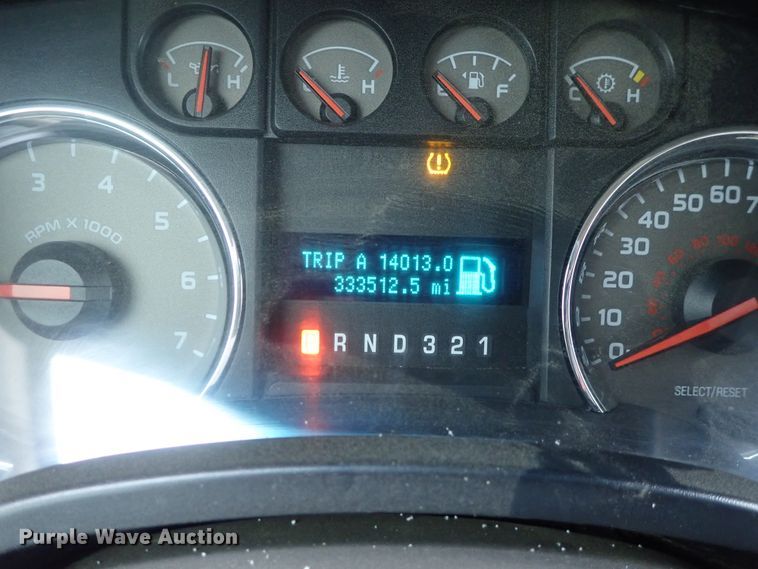 L H
H
E F
C H
3 4 5 6 7
RPM X 1000
TRIP A 14013.0
333512.5 mi
P R N D 3 2 1
0 10 20 30 40 50 60 7
SELECT/RESET
Purple Wave Auction